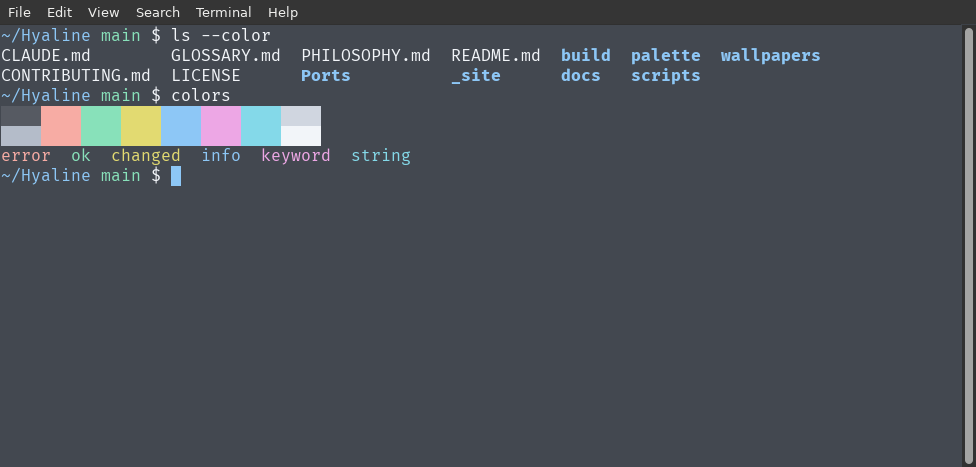 File Edit View Search Terminal Help
~/Hyaline main $ ls --color
CLAUDE.md        GLOSSARY.md  PHILOSOPHY.md  README.md  build  palette  wallpapers
CONTRIBUTING.md  LICENSE      Ports          _site      docs   scripts
~/Hyaline main $ colors
error  ok  changed  info  keyword  string
~/Hyaline main $